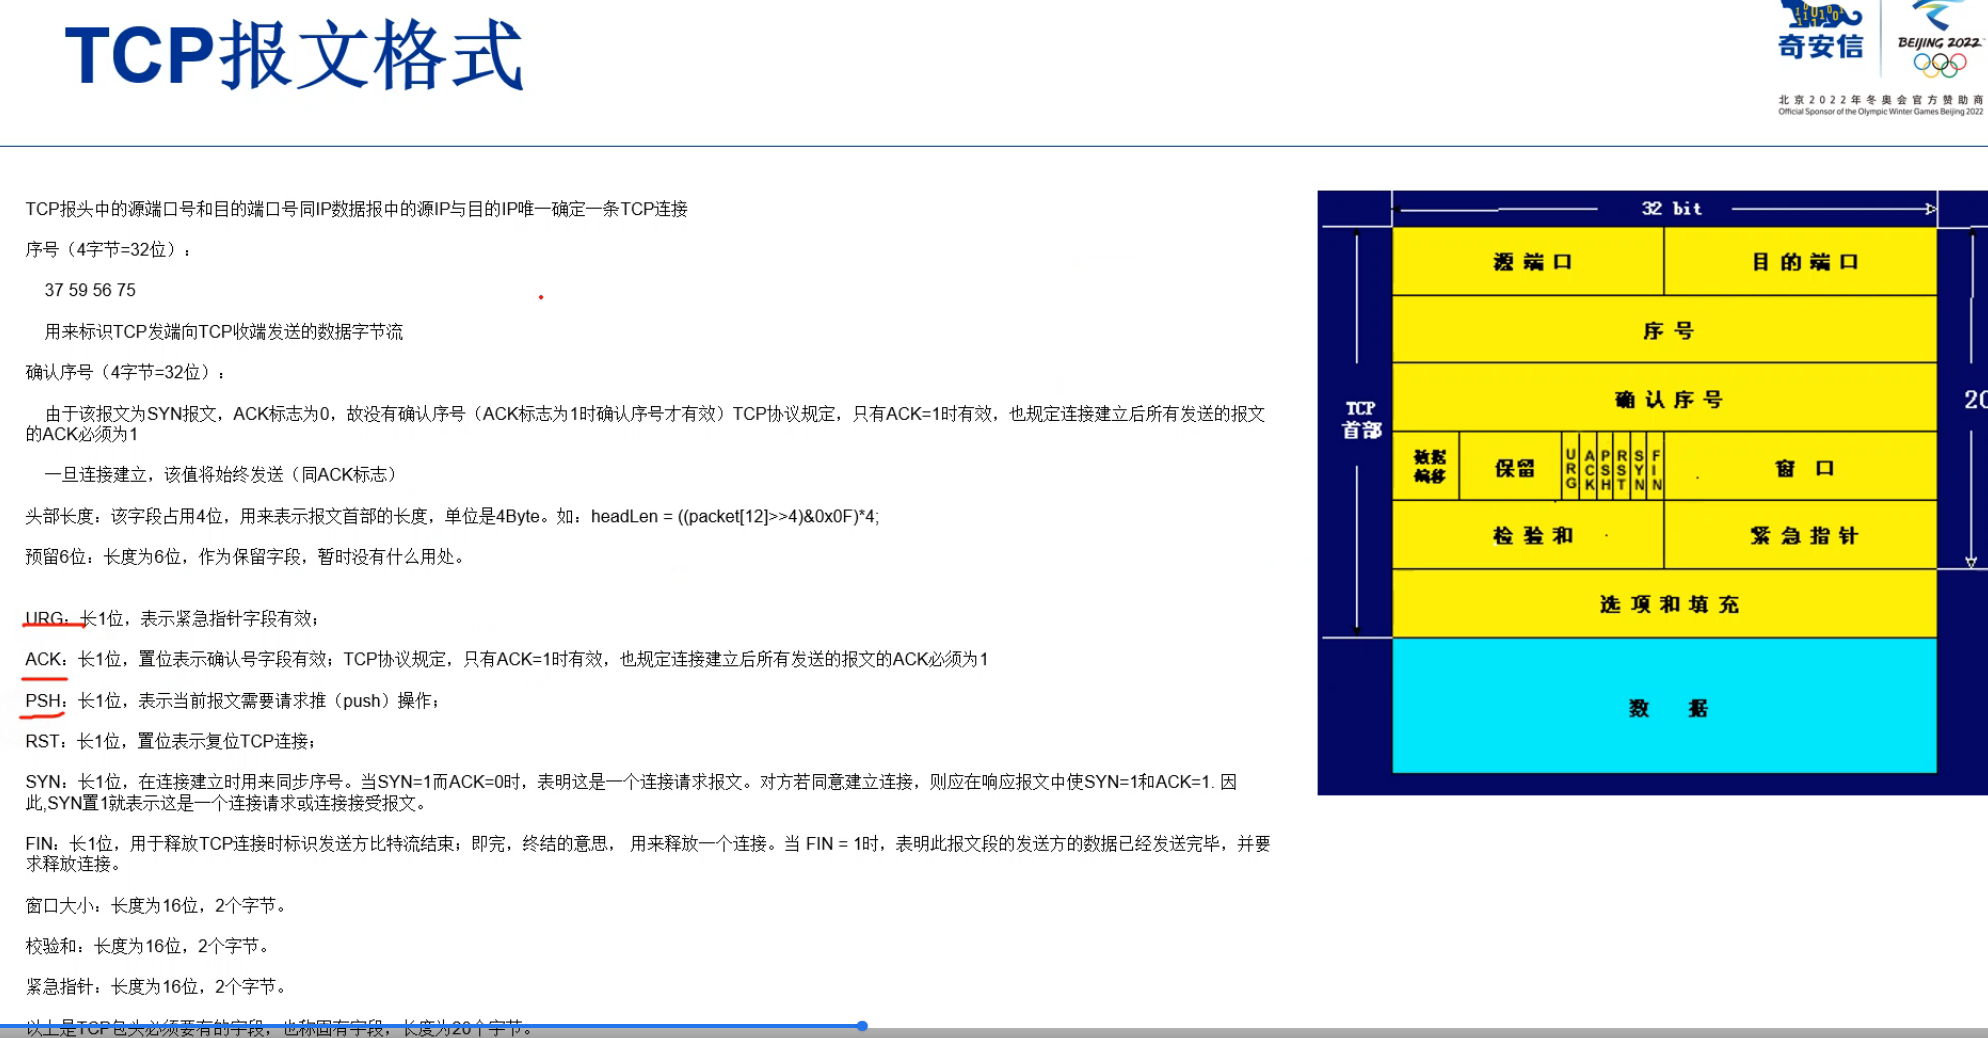 TCP报文格式
奇安信
BEIJING 2022
北京2022年冬奥会官方赞助商
Official Sponsor of the Olympic Winter Games Beijing 2022
TCP报头中的源端口号和目的端口号同IP数据报中的源IP与目的IP唯一确定一条TCP连接
序号（4字节=32位）：
37 59 56 75
用来标识TCP发端向TCP收端发送的数据字节流
确认序号（4字节=32位）：
由于该报文为SYN报文，ACK标志为0，故没有确认序号（ACK标志为1时确认序号才有效）TCP协议规定，只有ACK=1时有效，也规定连接建立后所有发送的报文
的ACK必须为1
一旦连接建立，该值将始终发送（同ACK标志）
头部长度：该字段占用4位，用来表示报文首部的长度，单位是4Byte。如：headLen = ((packet[12]>>4)&0x0F)*4;
预留6位：长度为6位，作为保留字段，暂时没有什么用处。
URG：长1位，表示紧急指针字段有效；
ACK：长1位，置位表示确认号字段有效；TCP协议规定，只有ACK=1时有效，也规定连接建立后所有发送的报文的ACK必须为1
PSH：长1位，表示当前报文需要请求推（push）操作；
RST：长1位，置位表示复位TCP连接；
SYN：长1位，在连接建立时用来同步序号。当SYN=1而ACK=0时，表明这是一个连接请求报文。对方若同意建立连接，则应在响应报文中使SYN=1和ACK=1. 因
此,SYN置1就表示这是一个连接请求或连接接受报文。
FIN：长1位，用于释放TCP连接时标识发送方比特流结束；即完，终结的意思， 用来释放一个连接。当 FIN = 1时，表明此报文段的发送方的数据已经发送完毕，并要
求释放连接。
窗口大小：长度为16位，2个字节。
校验和：长度为16位，2个字节。
紧急指针：长度为16位，2个字节。
以上是TCP包头必须要有的字段，也称固有字段，长度为20个字节。
32 bit
源端口 目的端口
序号
确认序号
TCP
首部
20
数据
偏移
保留
URG ACK PSH RST SYN FIN
窗口
检验和 紧急指针
选项和填充
数据